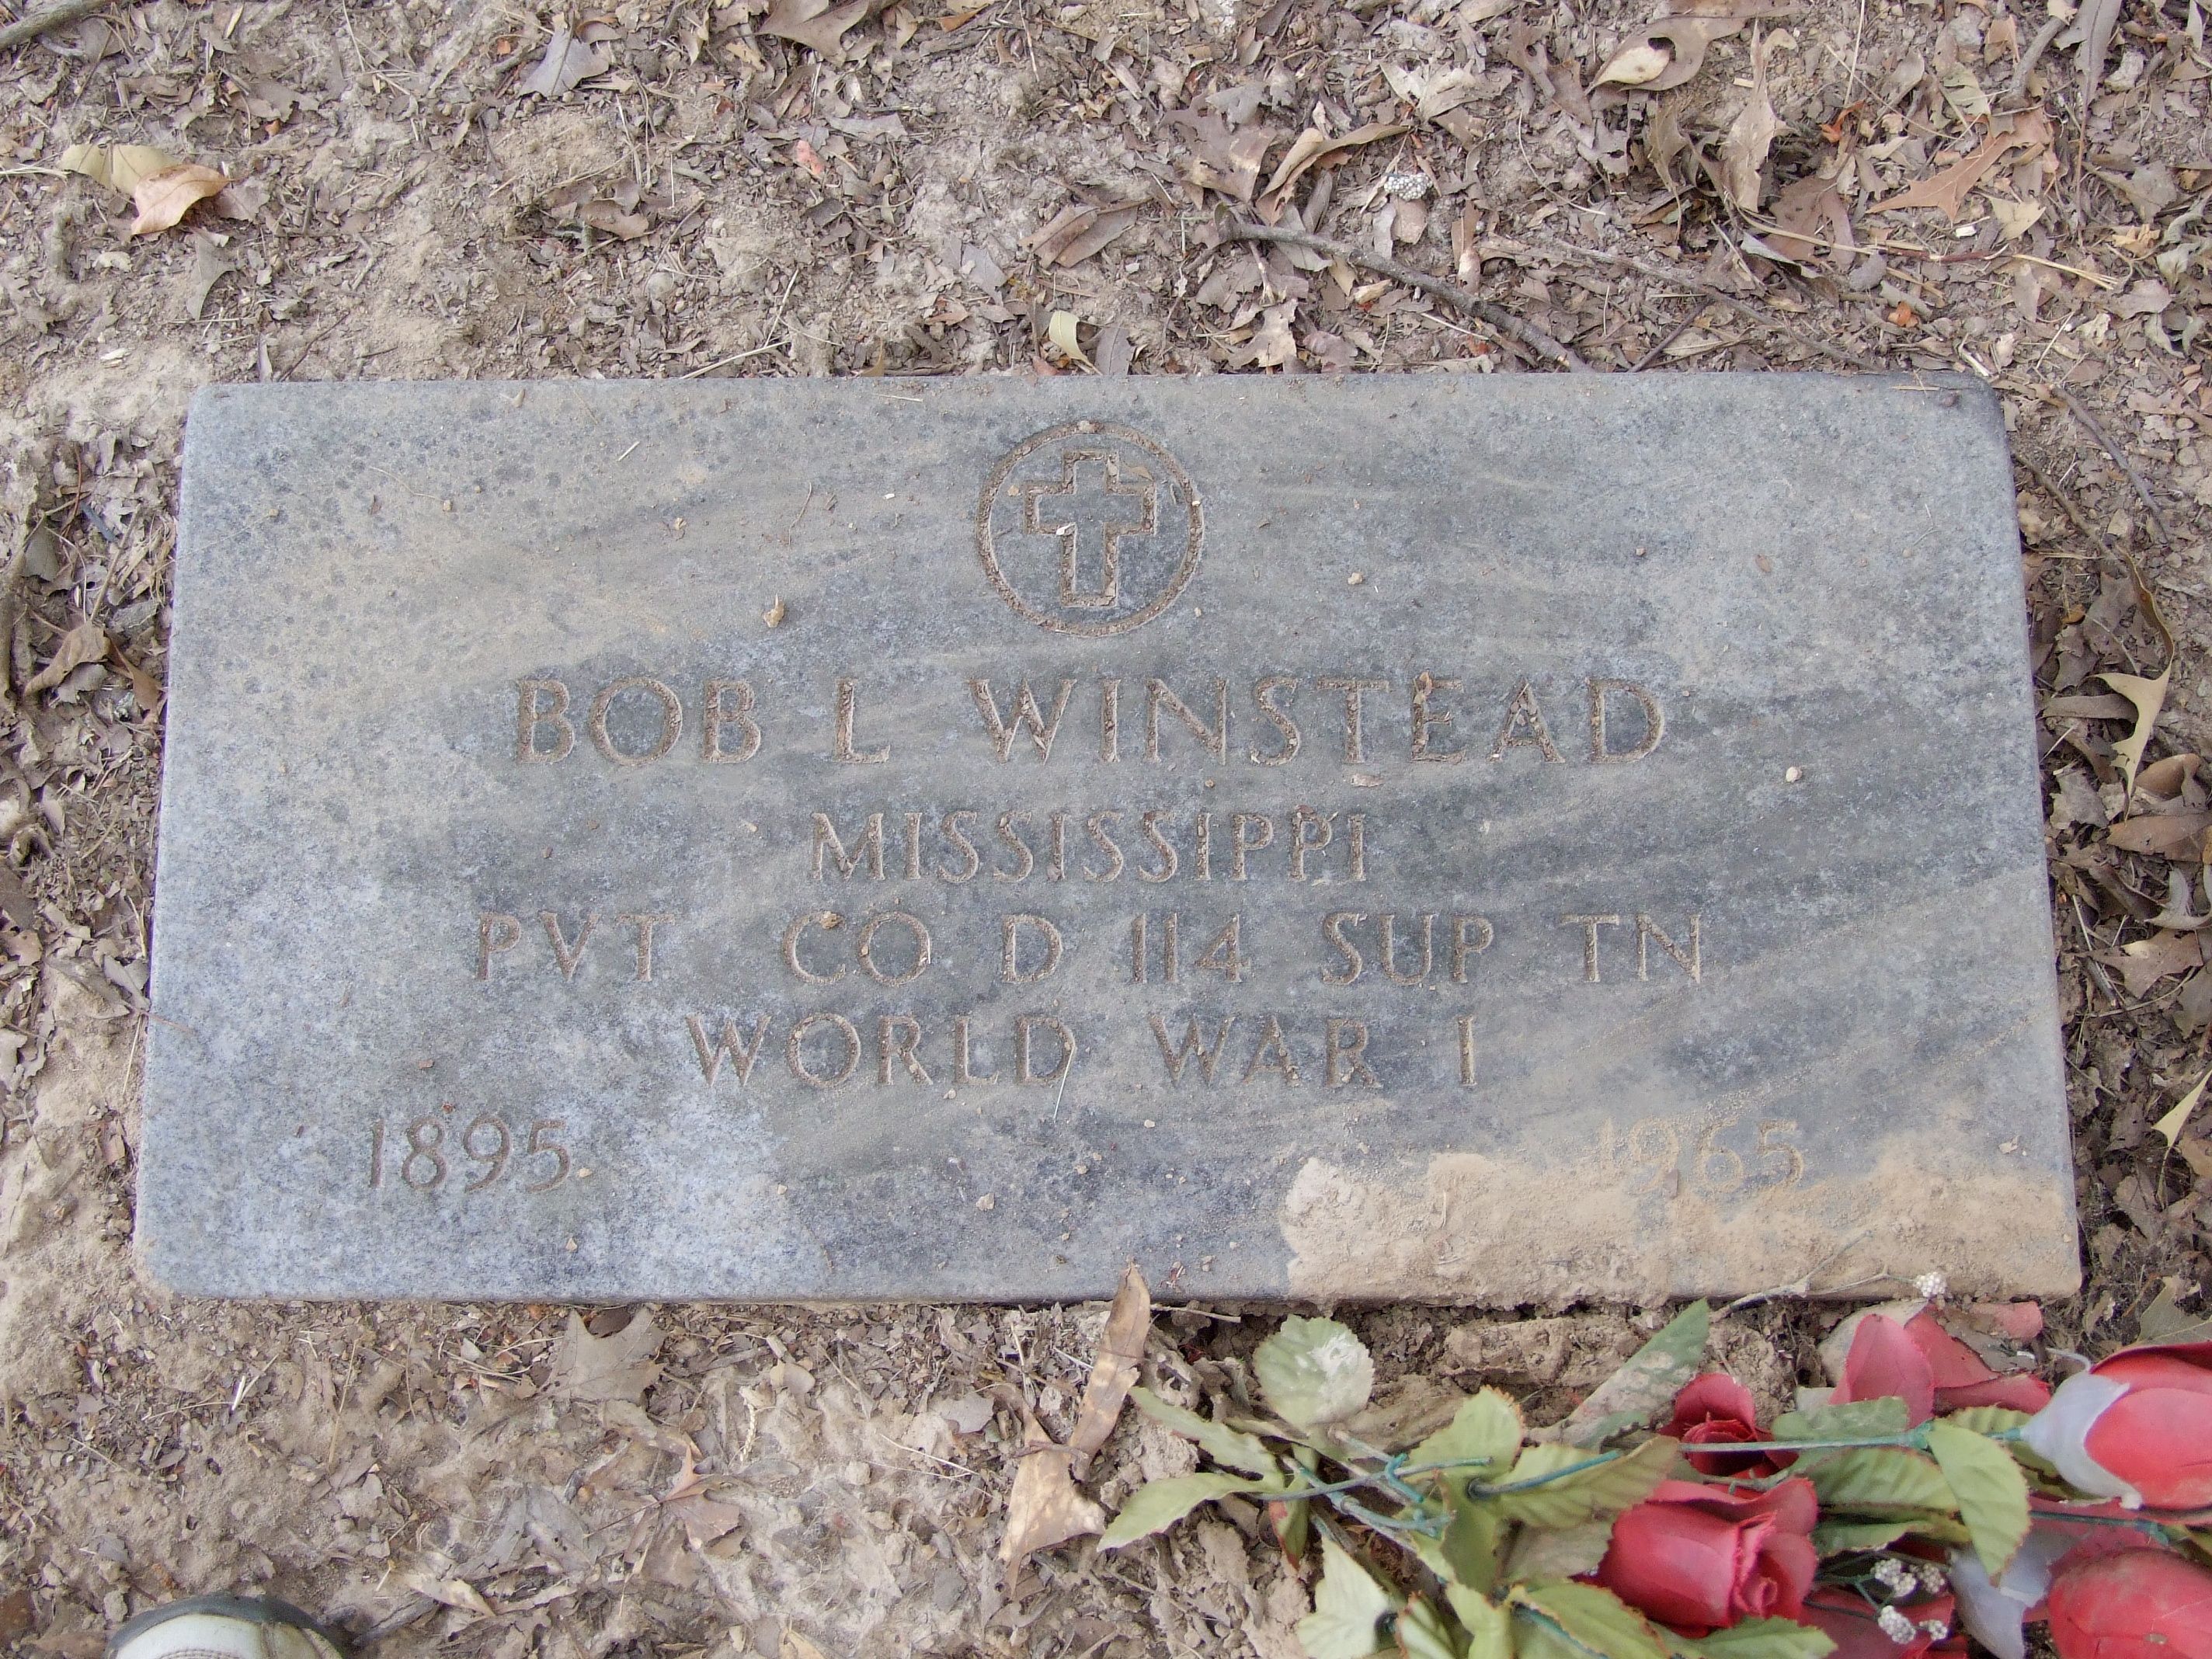 BOB L WINSTEAD
MISSISSIPPI
PVT CO D 114 SUP TN
WORLD WAR I
1895 1965